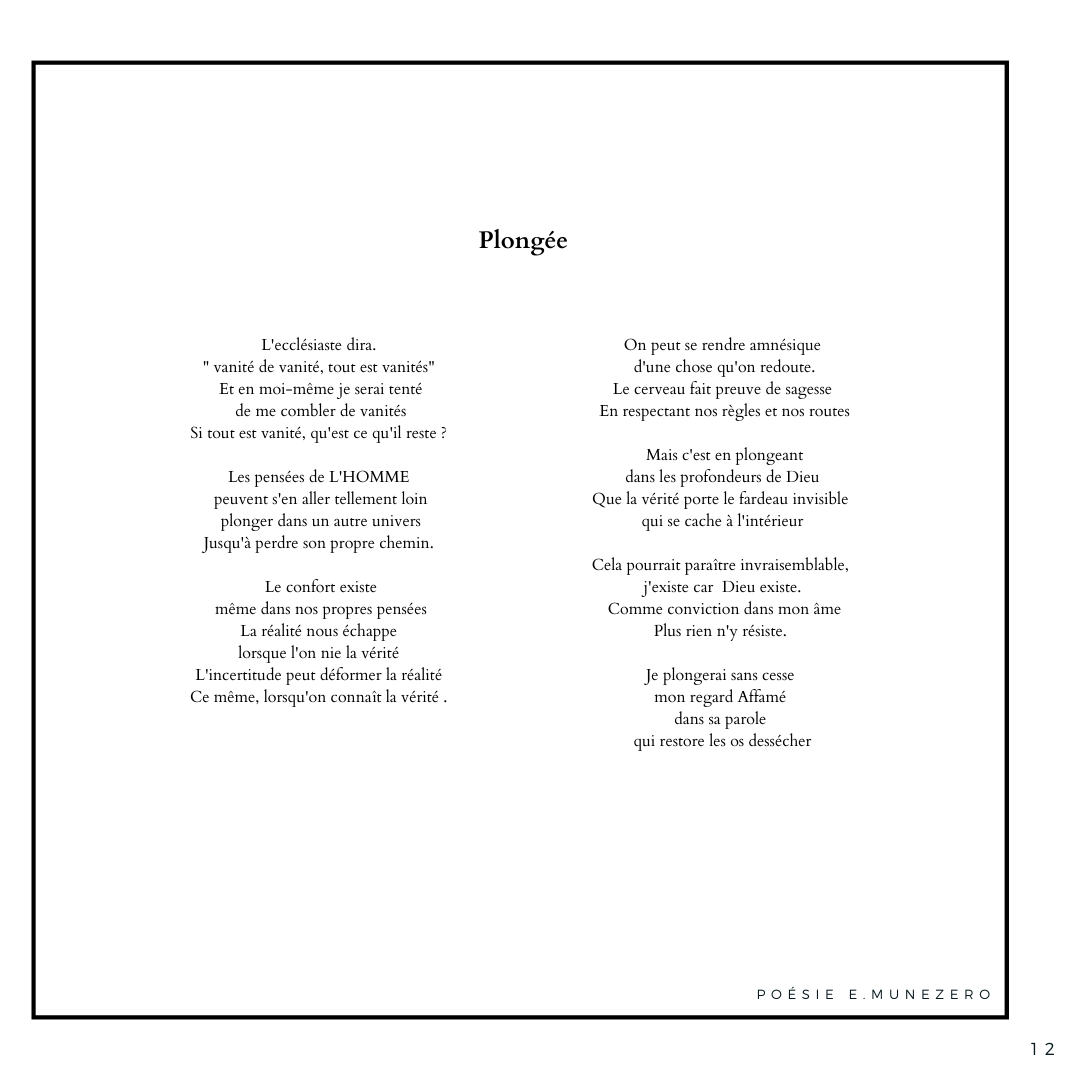 Plongée
L'ecclésiaste dira.
" vanité de vanité, tout est vanités"
Et en moi-même je serai tenté
de me combler de vanités
Si tout est vanité, qu'est ce qu'il reste ?
Les pensées de L'HOMME
peuvent s'en aller tellement loin
plonger dans un autre univers
Jusqu'à perdre son propre chemin.
Le confort existe
même dans nos propres pensées
La réalité nous échappe
lorsque l'on nie la vérité
L'incertitude peut déformer la réalité
Ce même, lorsqu'on connaît la vérité .
On peut se rendre amnésique
d'une chose qu'on redoute.
Le cerveau fait preuve de sagesse
En respectant nos règles et nos routes
Mais c'est en plongeant
dans les profondeurs de Dieu
Que la vérité porte le fardeau invisible
qui se cache à l'intérieur
Cela pourrait paraître invraisemblable,
j'existe car  Dieu existe.
Comme conviction dans mon âme
Plus rien n'y résiste.
Je plongerai sans cesse
mon regard Affamé
dans sa parole
qui restore les os dessécher
POÉSIE E.MUNEZERO
12